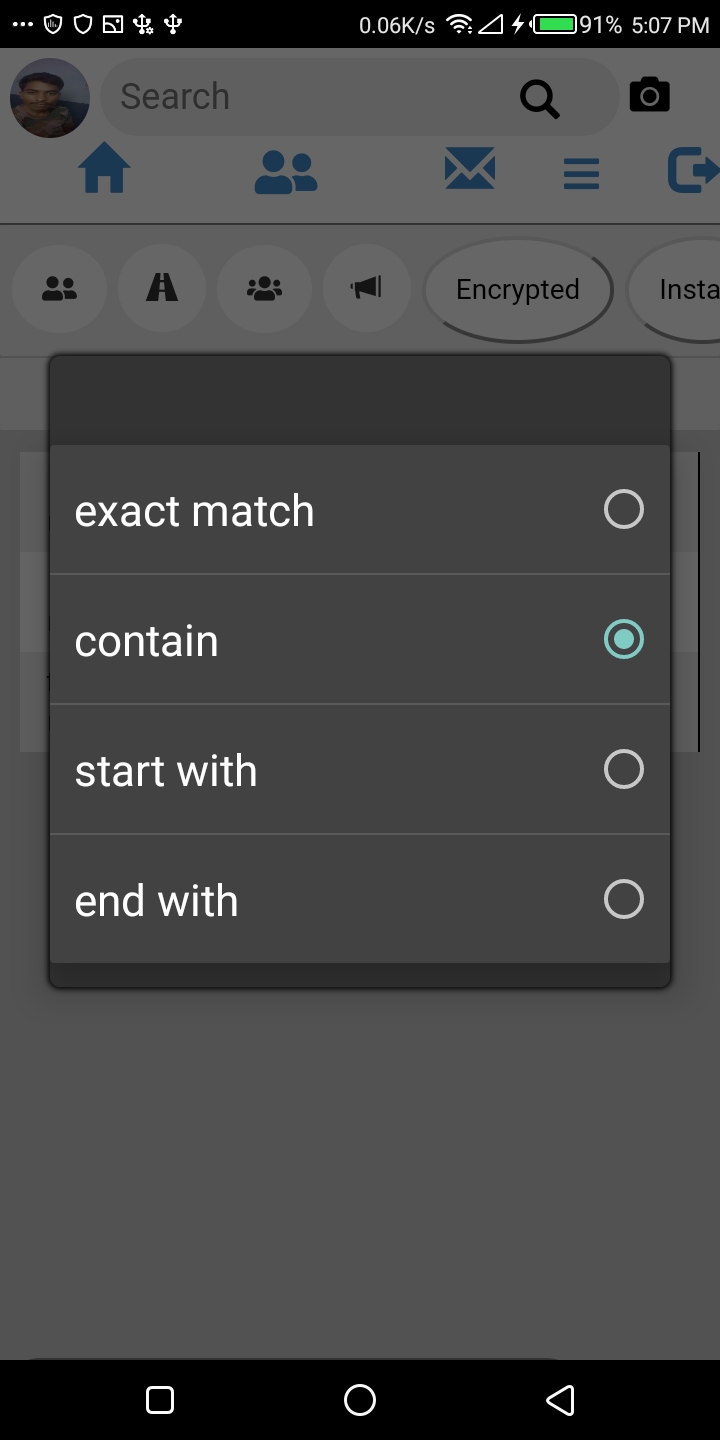 0.06K/s 91% 5:07 PM
Search
Encrypted Insta
exact match
contain
start with
end with